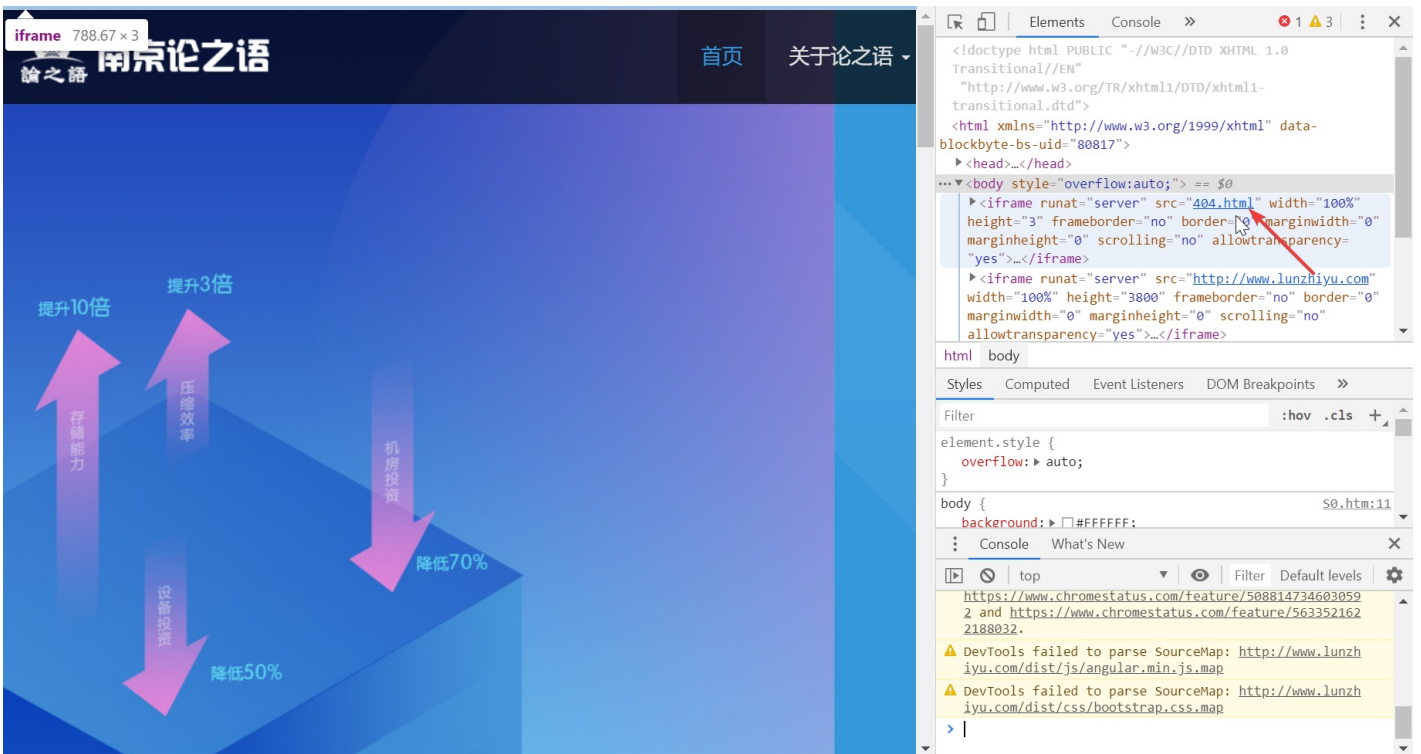 iframe 788.67 × 3
論之語
南京论之语
首页
关于论之语
提升10倍
提升3倍
存储能力
压缩效率
机房投资
设备投资
降低70%
降低50%
Elements Console » 1 3
<!doctype html PUBLIC "-//W3C//DTD XHTML 1.0
Transitional//EN"
"http://www.w3.org/TR/xhtml1/DTD/xhtml1-
transitional.dtd">
<html xmlns="http://www.w3.org/1999/xhtml" data-
blockbyte-bs-uid="80817">
<head>…</head>
<body style="overflow:auto;"> == $0
<iframe runat="server" src="404.html" width="100%"
height="3" frameborder="no" border="0" marginwidth="0"
marginheight="0" scrolling="no" allowtransparency=
"yes">…</iframe>
<iframe runat="server" src="http://www.lunzhiyu.com"
width="100%" height="3800" frameborder="no" border="0"
marginwidth="0" marginheight="0" scrolling="no"
allowtransparency="yes">…</iframe>
html body
Styles Computed Event Listeners DOM Breakpoints »
Filter :hov .cls +
element.style {
overflow: auto;
}
body { S0.htm:11
background: #FFFFFF;
Console What's New
top Filter Default levels
https://www.chromestatus.com/feature/508814734603059
2 and https://www.chromestatus.com/feature/563352162
2188032.
DevTools failed to parse SourceMap: http://www.lunzh
iyu.com/dist/js/angular.min.js.map
DevTools failed to parse SourceMap: http://www.lunzh
iyu.com/dist/css/bootstrap.css.map